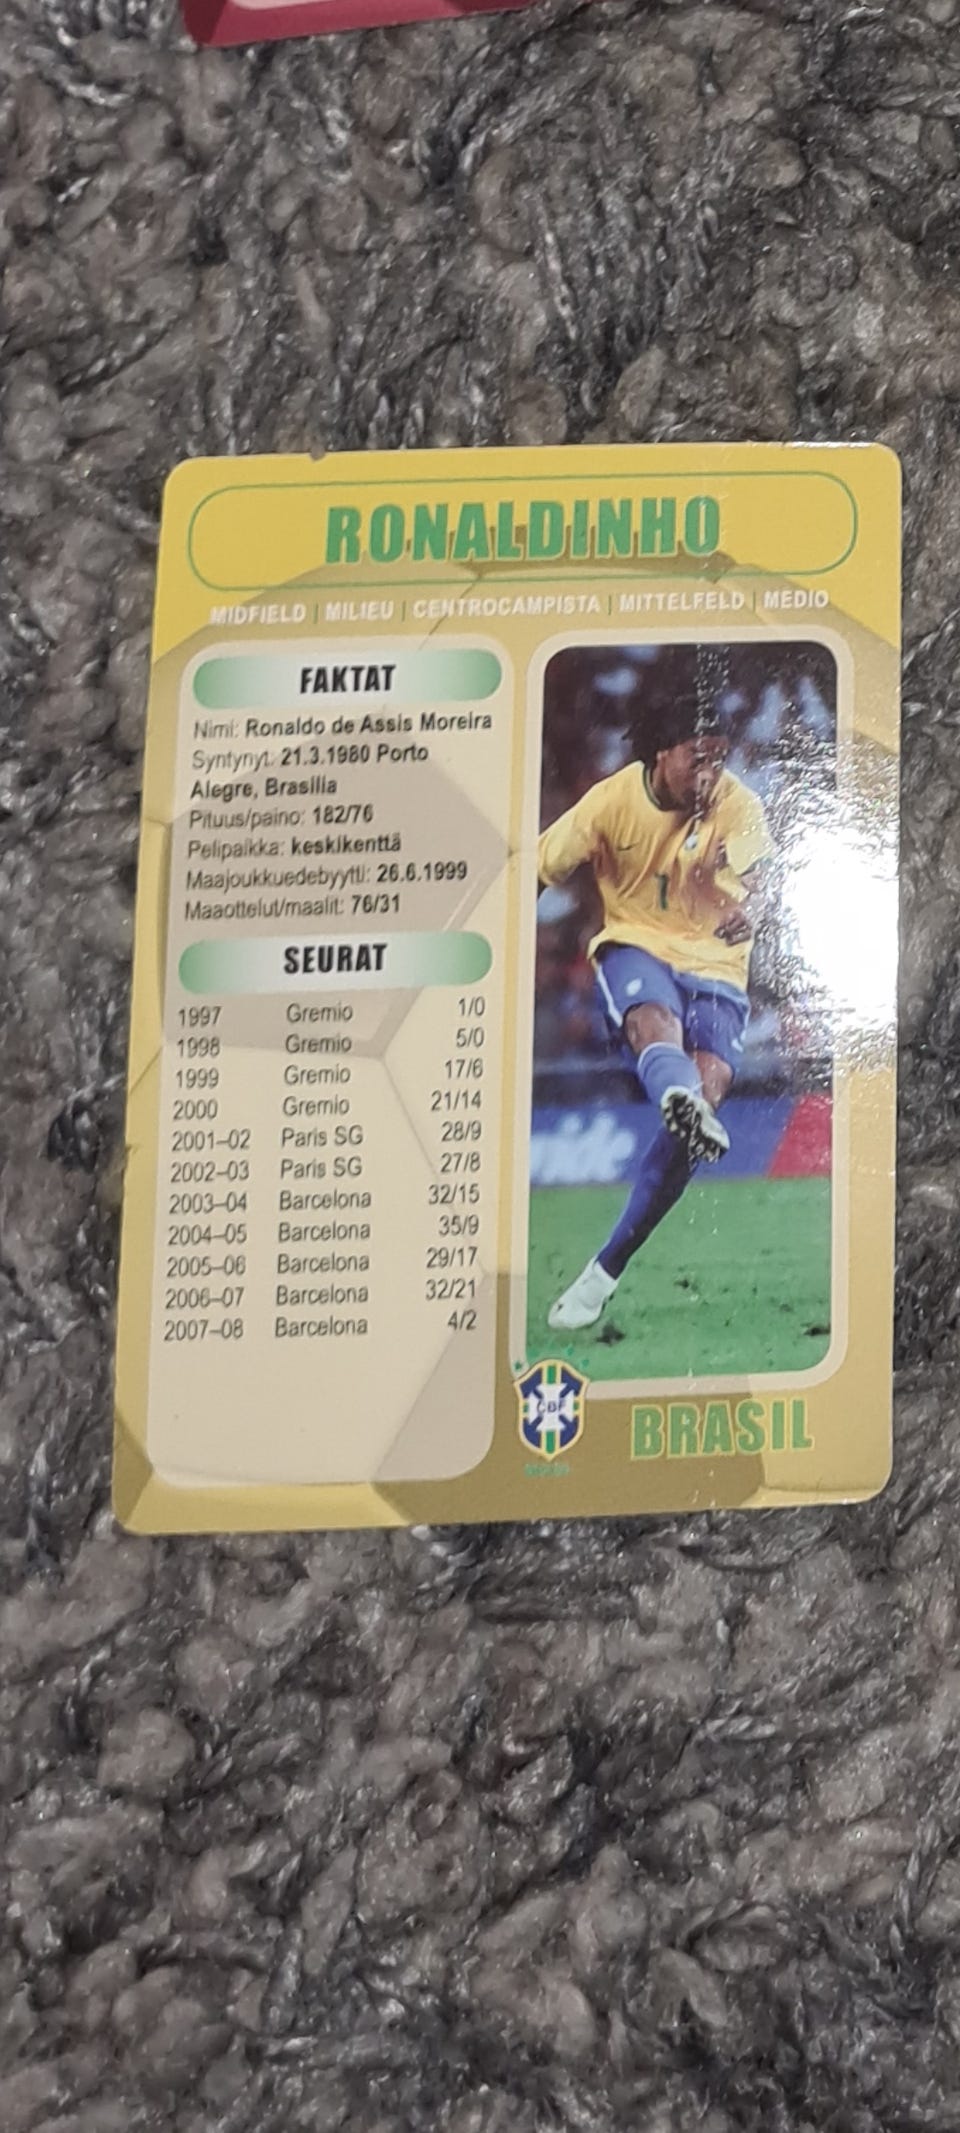 RONALDINHO
MIDFIELD | MILIEU | CENTROCAMPISTA | MITTELFELD | MEDIO
FAKTAT
Nimi: Ronaldo de Assis Moreira
Syntynyt: 21.3.1980 Porto
Alegre, Brasilia
Pituus/paino: 182/76
Pelipaikka: keskikenttä
Maajoukkuedebyytti: 26.6.1999
Maaottelut/maalit: 76/31
SEURAT
1997 Gremio 1/0
1998 Gremio 5/0
1999 Gremio 17/6
2000 Gremio 21/14
2001–02 Paris SG 28/9
2002–03 Paris SG 27/8
2003–04 Barcelona 32/15
2004–05 Barcelona 35/9
2005–06 Barcelona 29/17
2006–07 Barcelona 32/21
2007–08 Barcelona 4/2
7
CBF
BRASIL